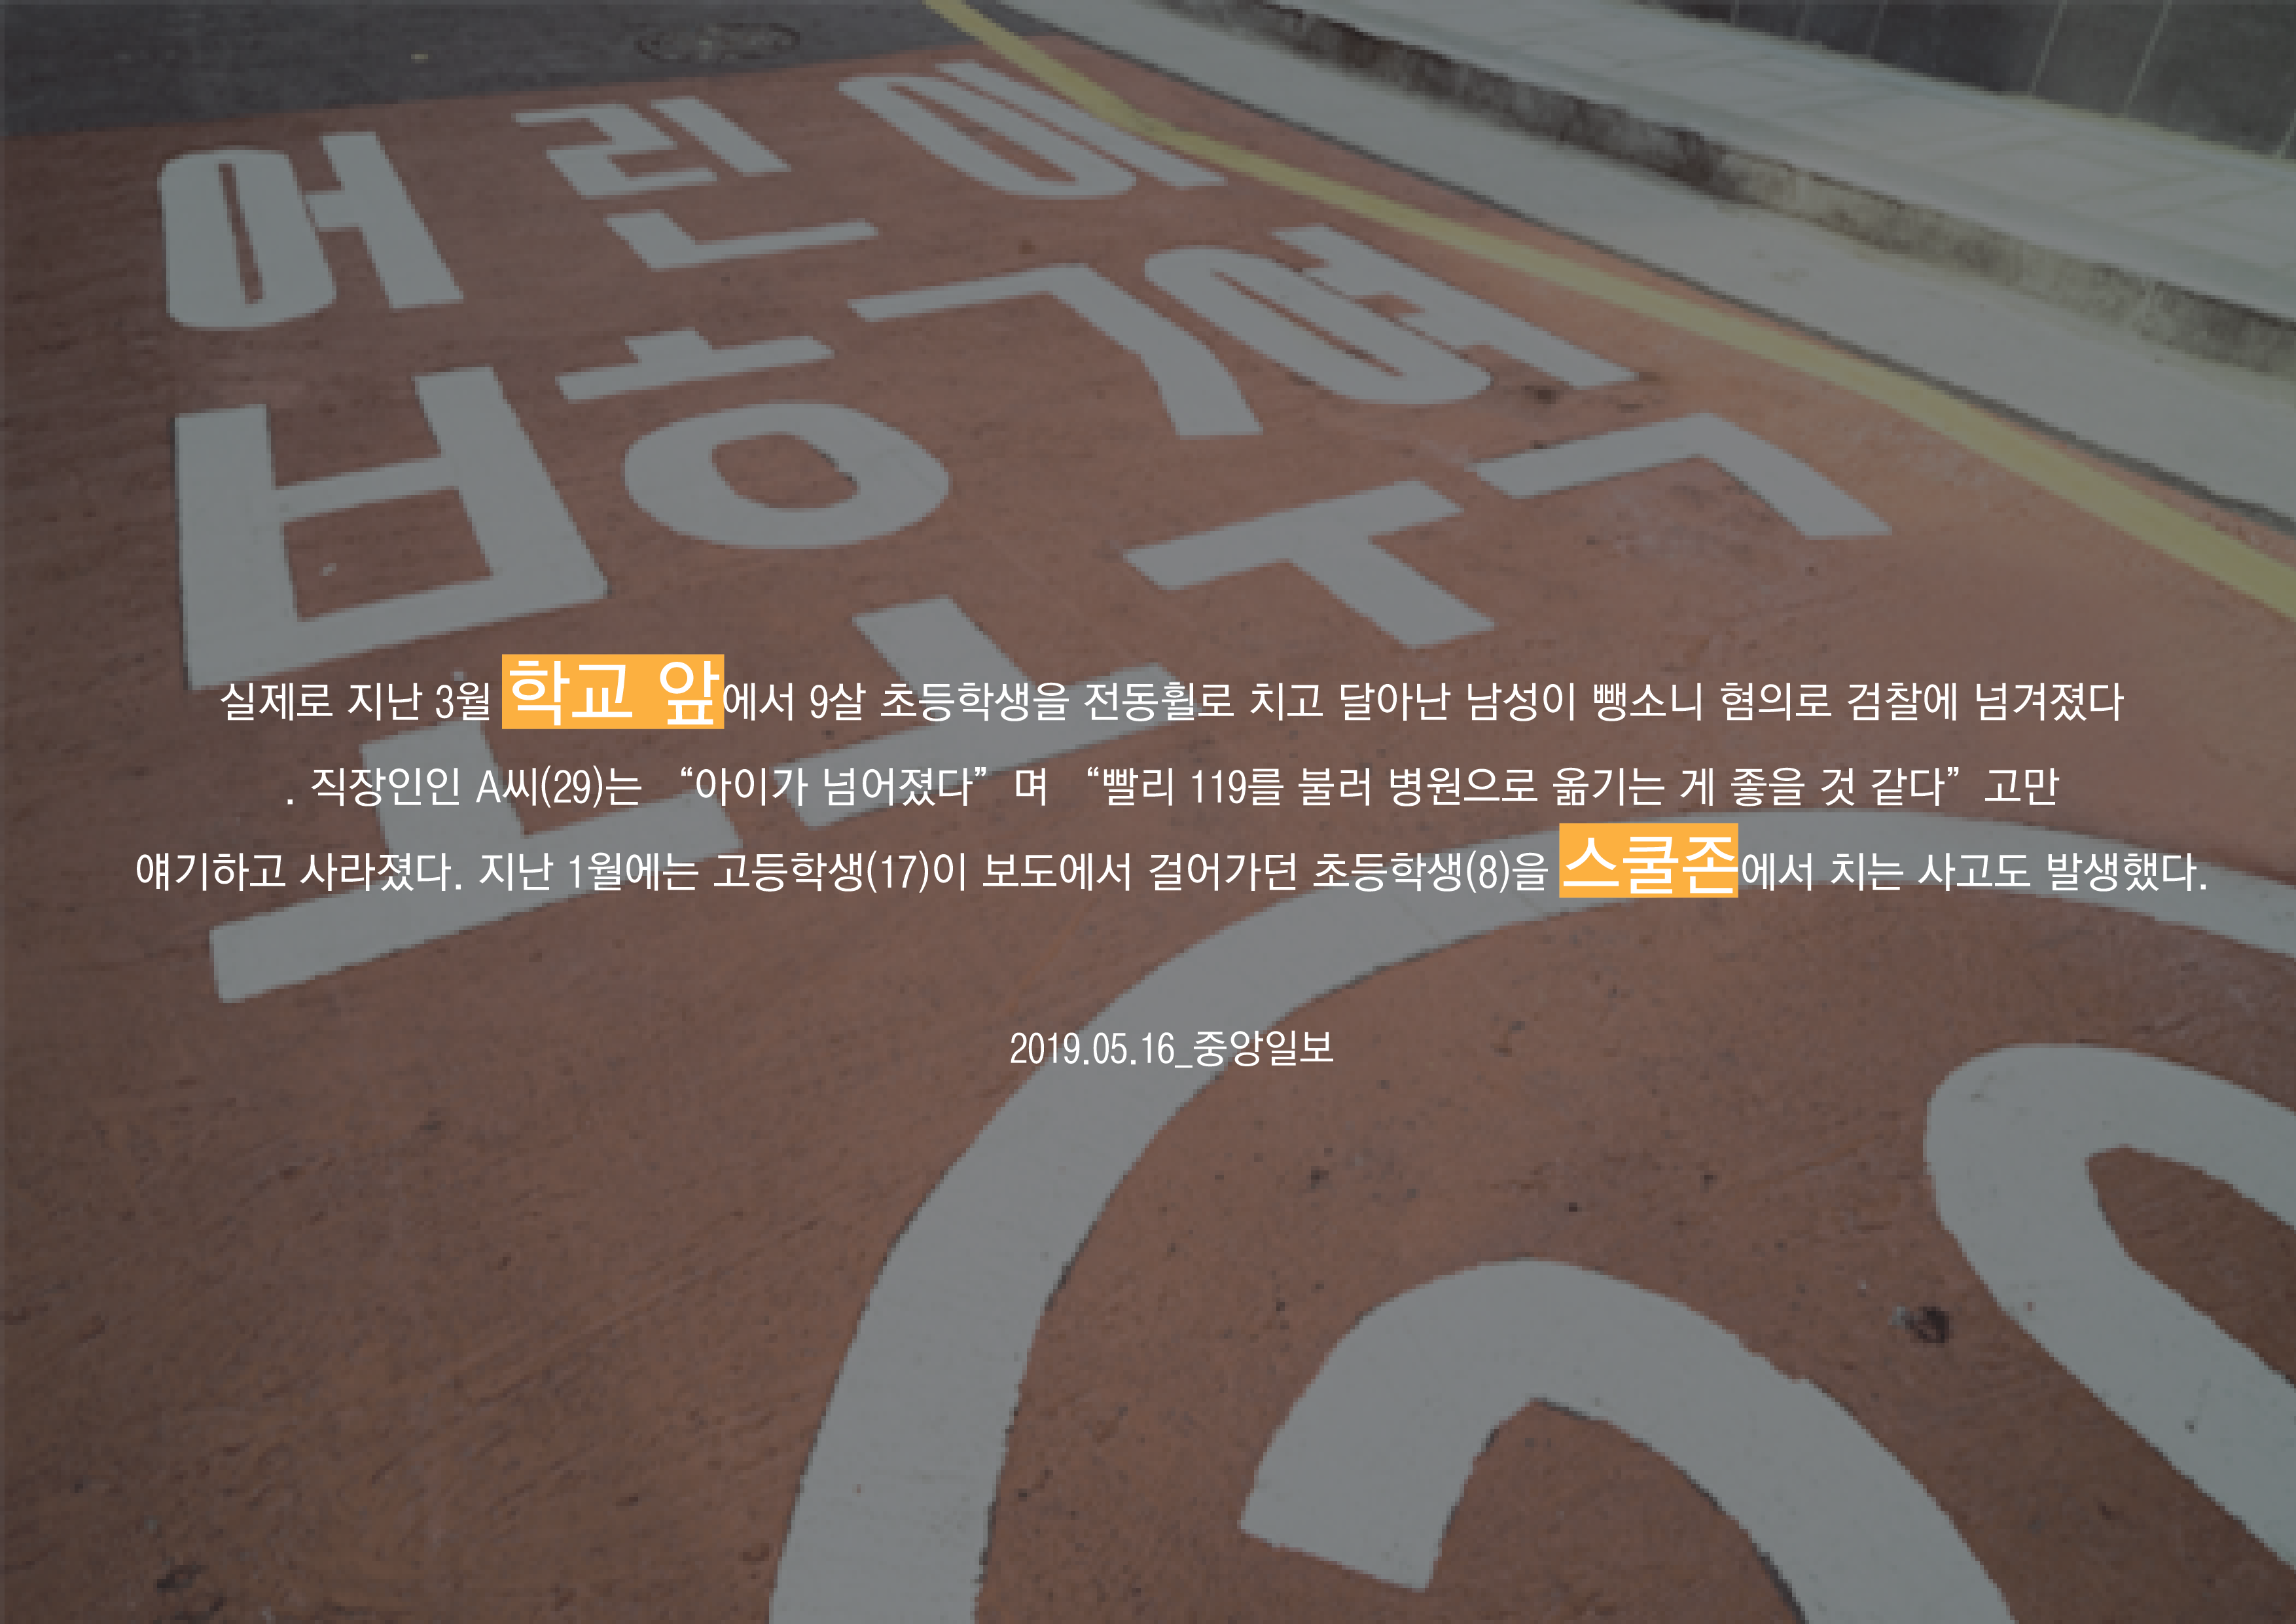 어린이
보호구역
실제로 지난 3월 학교 앞에서 9살 초등학생을 전동휠로 치고 달아난 남성이 뺑소니 혐의로 검찰에 넘겨졌다
. 직장인인 A씨(29)는 “아이가 넘어졌다” 며 “빨리 119를 불러 병원으로 옮기는 게 좋을 것 같다” 고만
얘기하고 사라졌다. 지난 1월에는 고등학생(17)이 보도에서 걸어가던 초등학생(8)을 스쿨존에서 치는 사고도 발생했다.
2019.05.16_중앙일보